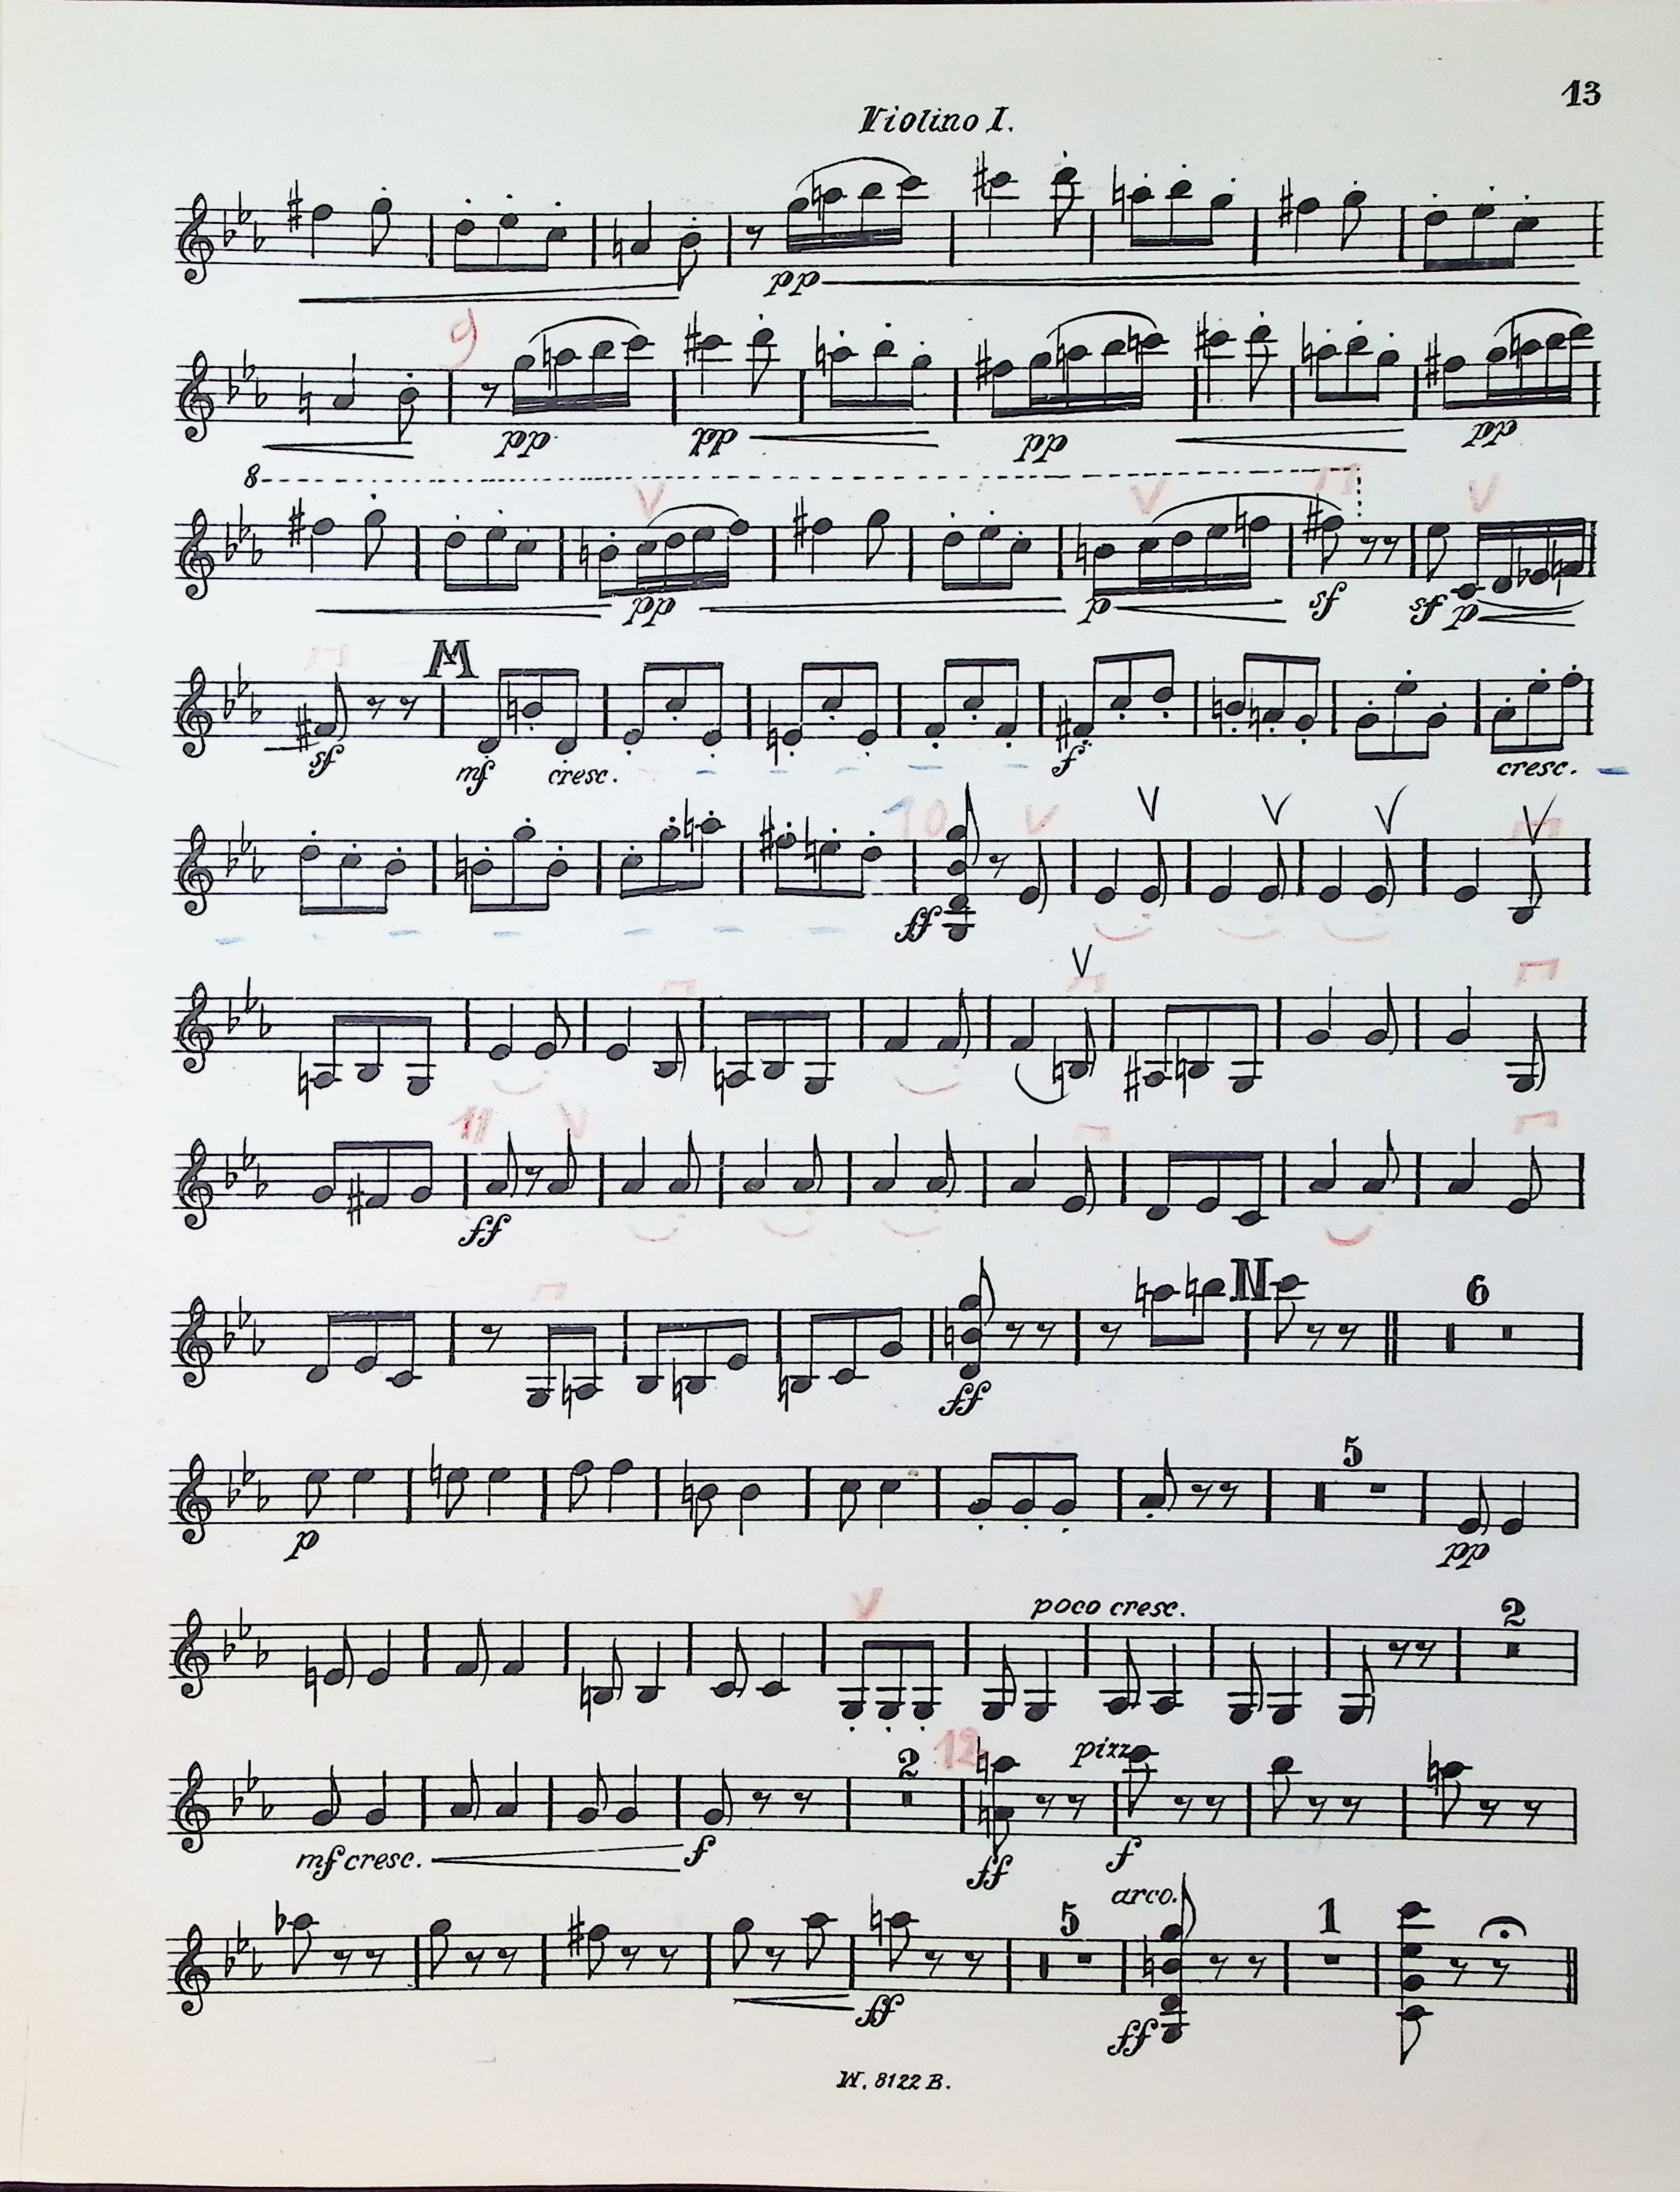 13
Violino I.
pp
9
pp pp pp pp
8
pp p sf sf p
M
sf mf cresc. f cresc.
10
ff
11
ff
N
6
ff
5
p pp
poco cresc.
2
2 12 pizz.
mf cresc. f ff f
arco.
5 1
ff ff
W. 8122 B.